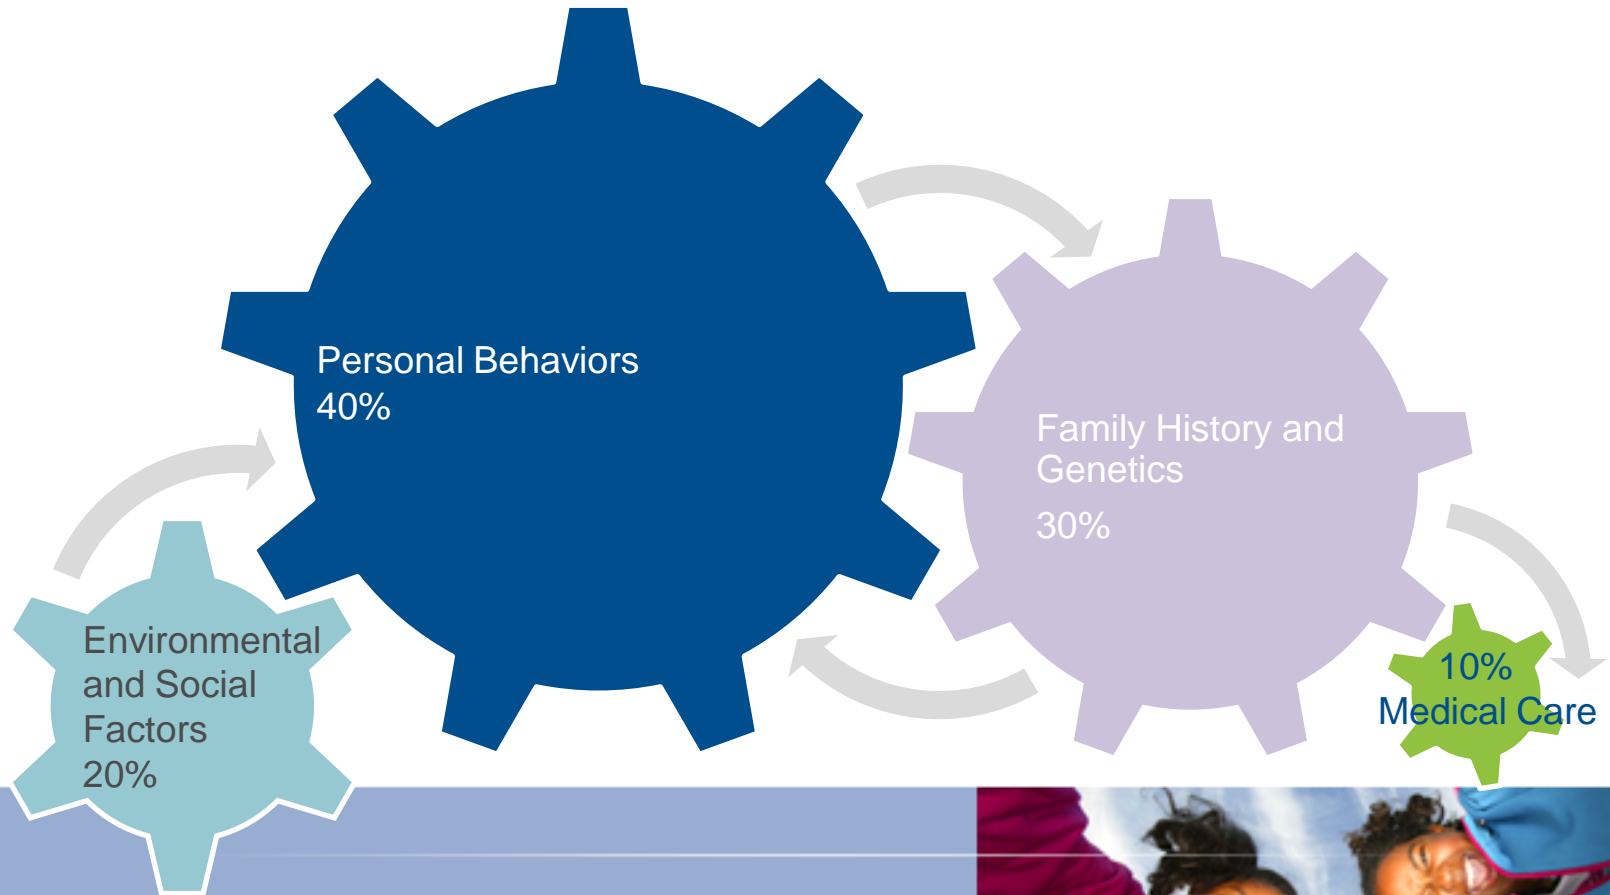 Personal Behaviors
40%
Family History and
Genetics
30%
Environmental
and Social
Factors
20%
10%
Medical Care